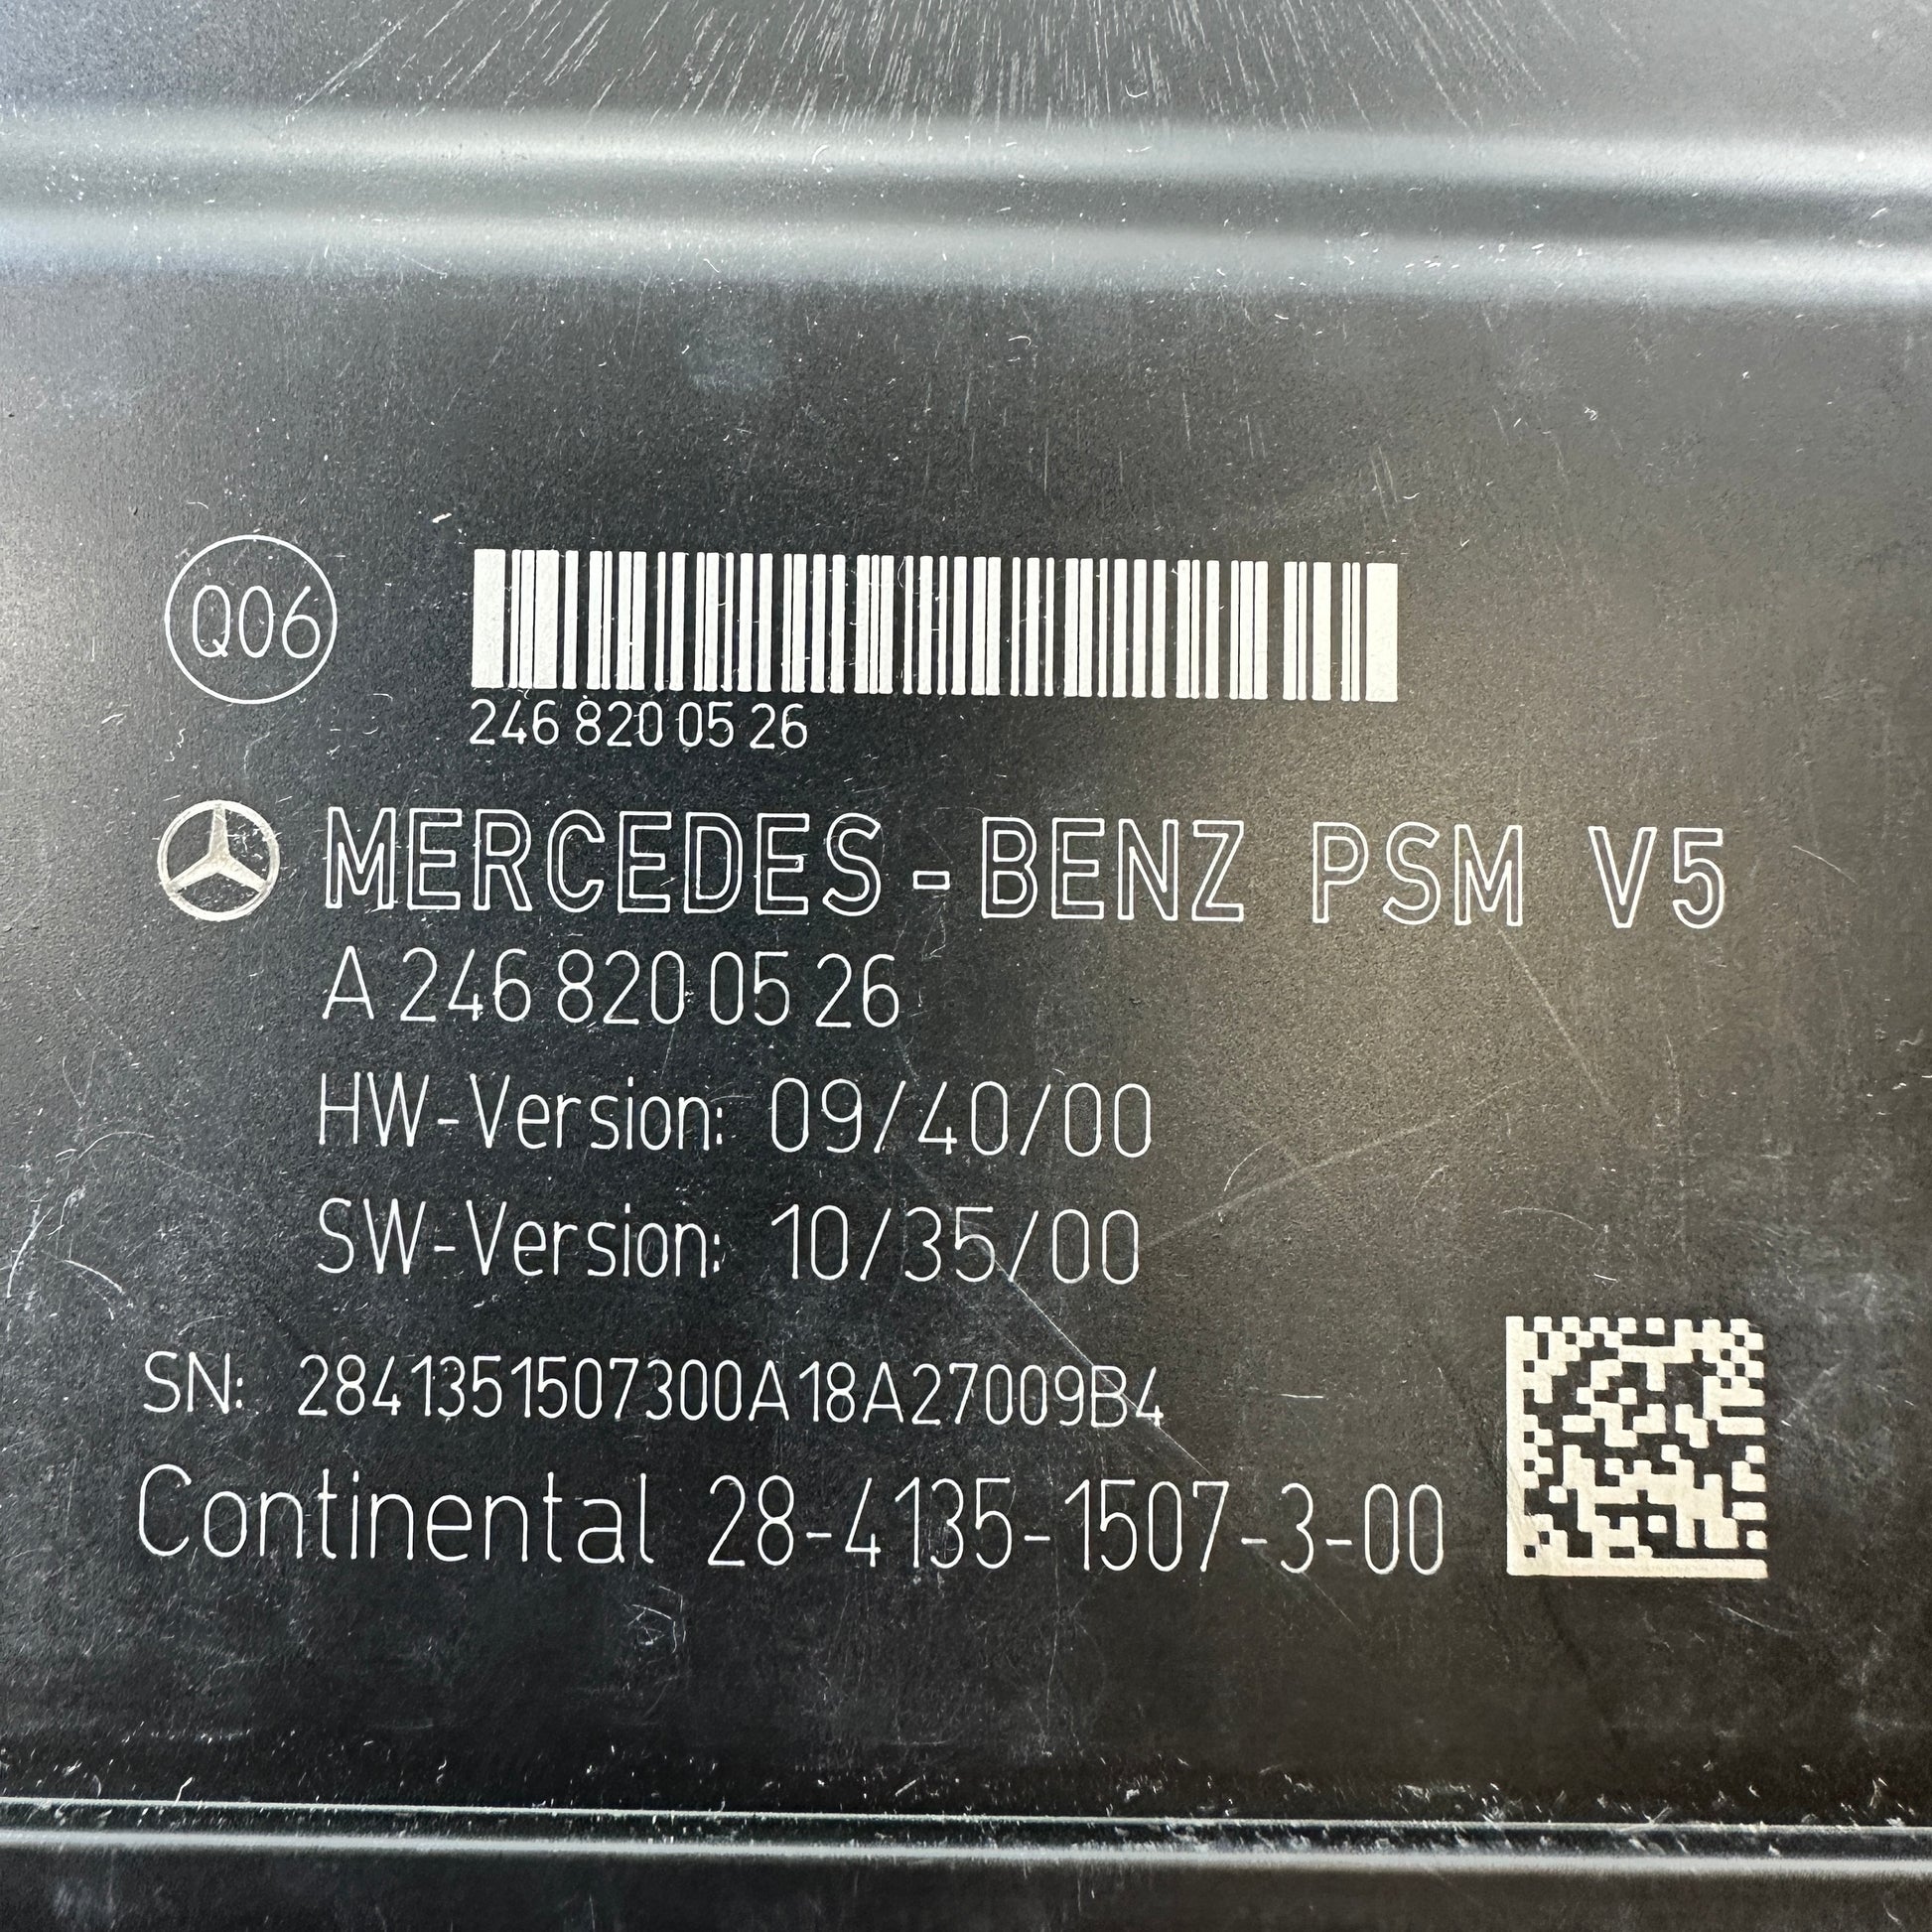 Q06
246 820 05 26
MERCEDES-BENZ PSM V5
A 246 820 05 26
HW-Version: 09/40/00
SW-Version: 10/35/00
SN: 2841351507300A18A27009B4
Continental 28-4135-1507-3-00